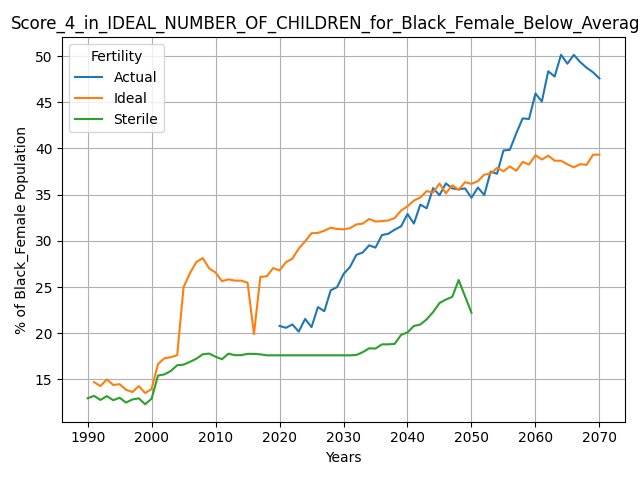 Score_4_in_IDEAL_NUMBER_OF_CHILDREN_for_Black_Female_Below_Averag
Fertility
Actual
Ideal
Sterile
% of Black_Female Population
50
45
40
35
30
25
20
15
1990 2000 2010 2020 2030 2040 2050 2060 2070
Years